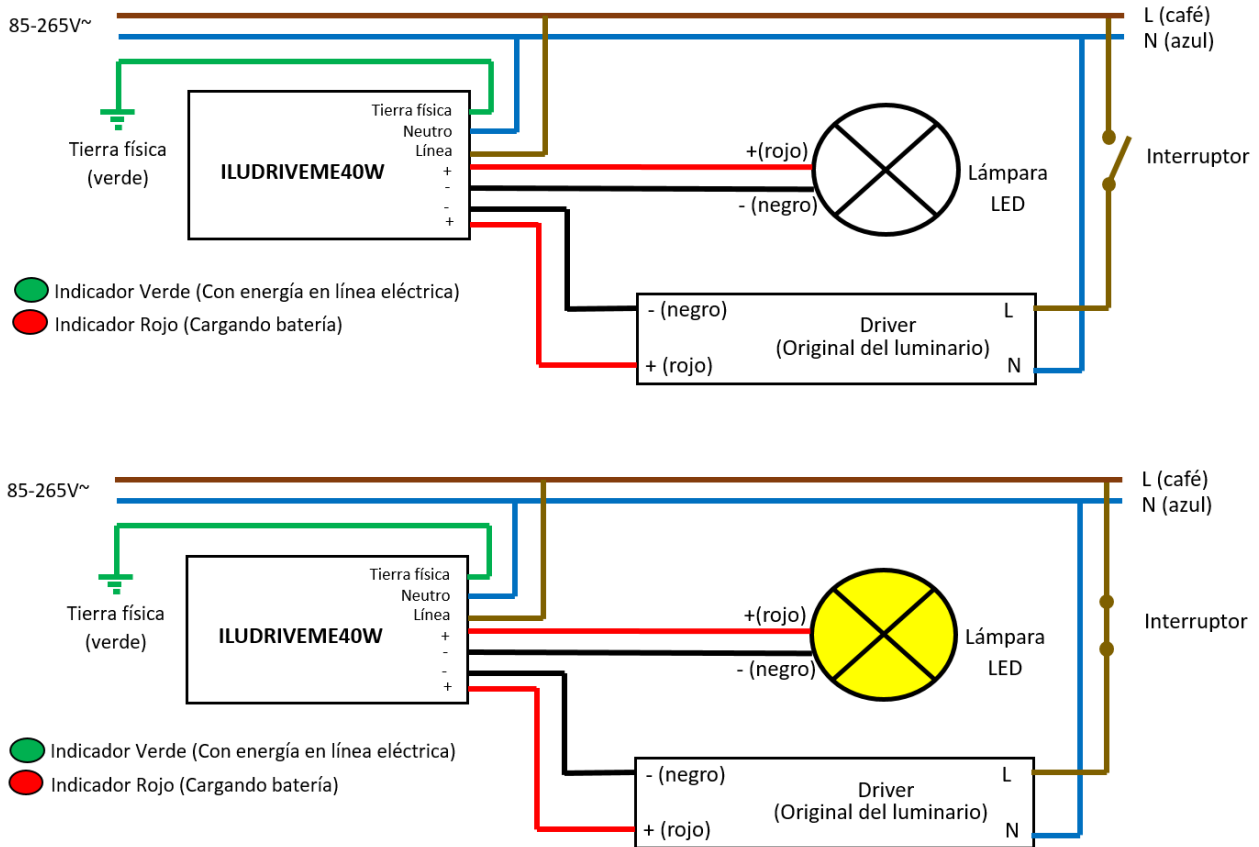 85-265V~
L (café)
N (azul)
Tierra física
(verde)
ILUDRIVEME40W
Tierra física
Neutro
Línea
+
-
-
+
+(rojo)
- (negro)
Lámpara
LED
Interruptor
Indicador Verde (Con energía en línea eléctrica)
Indicador Rojo (Cargando batería)
- (negro)
+ (rojo)
Driver
(Original del luminario)
L
N
85-265V~
L (café)
N (azul)
Tierra física
(verde)
ILUDRIVEME40W
Tierra física
Neutro
Línea
+
-
-
+
+(rojo)
- (negro)
Lámpara
LED
Interruptor
Indicador Verde (Con energía en línea eléctrica)
Indicador Rojo (Cargando batería)
- (negro)
+ (rojo)
Driver
(Original del luminario)
L
N